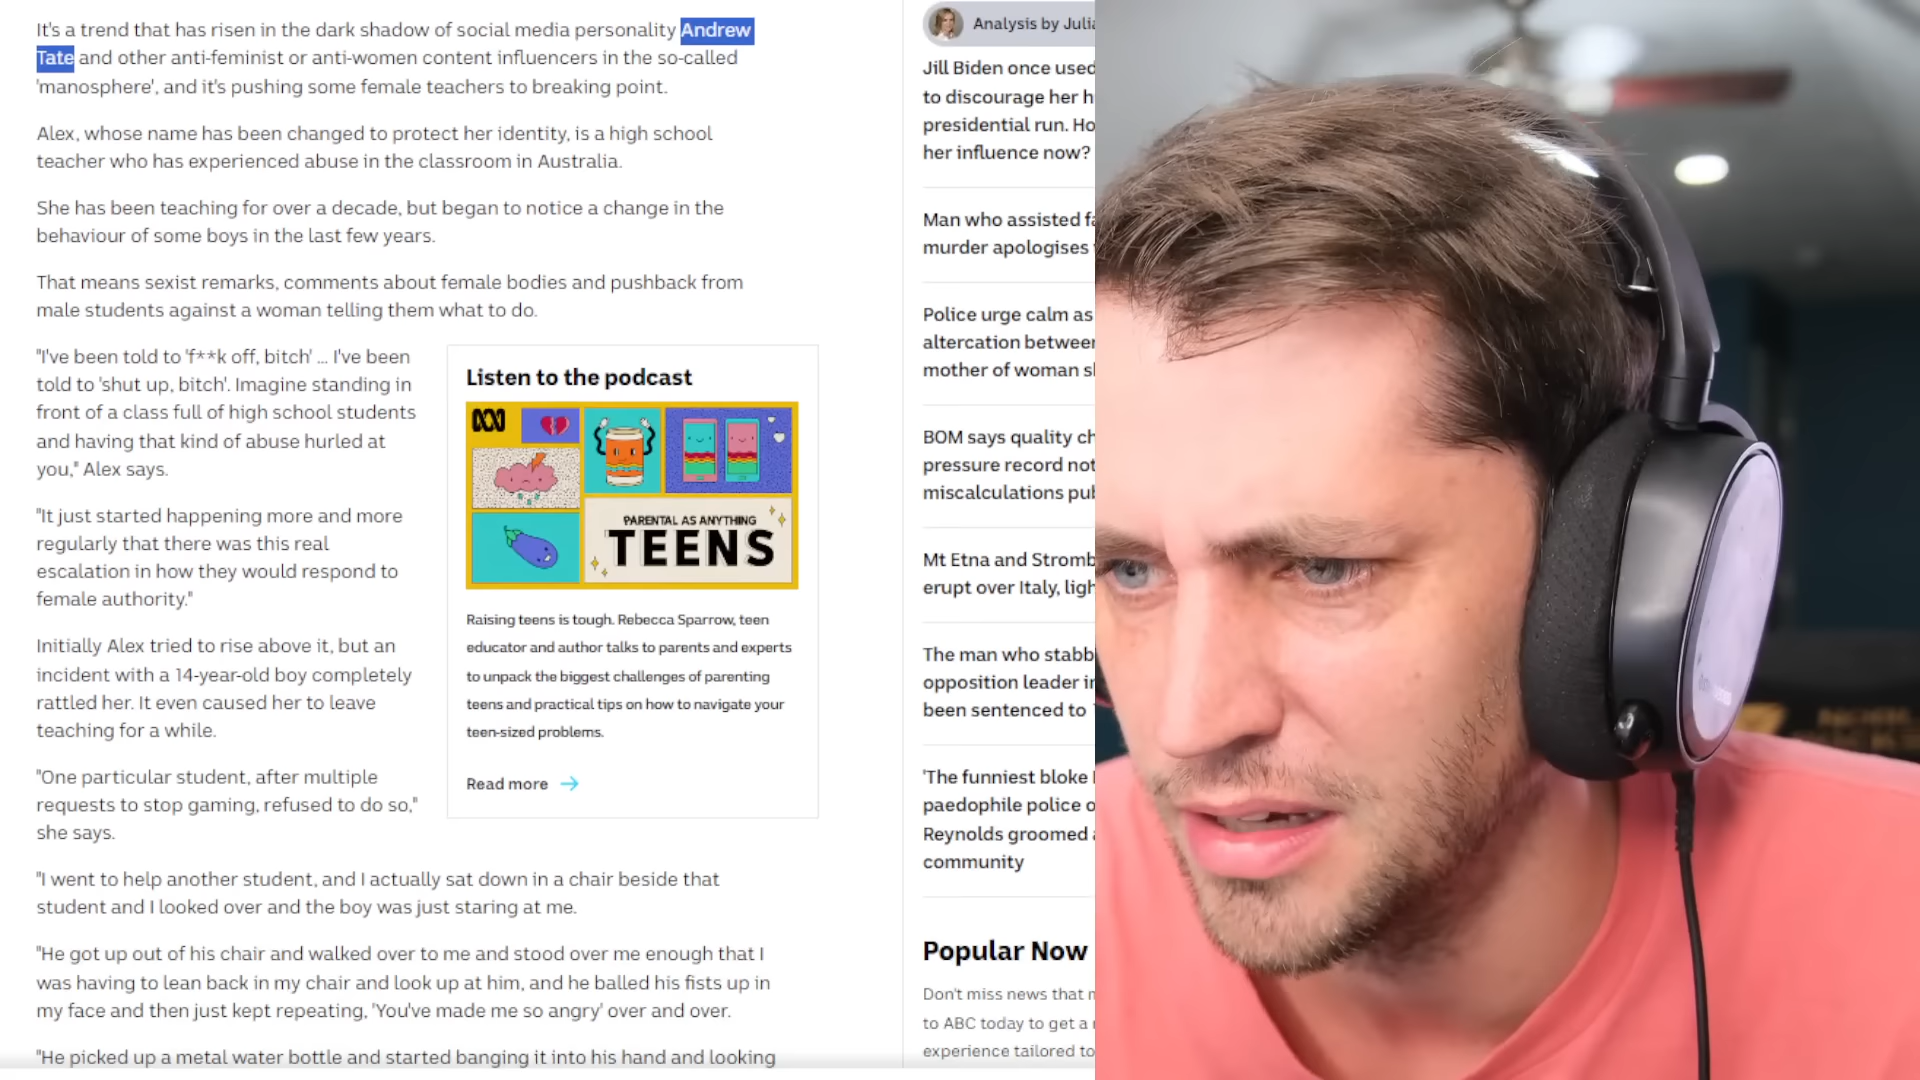 It's a trend that has risen in the dark shadow of social media personality Andrew
Tate and other anti-feminist or anti-women content influencers in the so-called
'manosphere', and it's pushing some female teachers to breaking point.
Alex, whose name has been changed to protect her identity, is a high school
teacher who has experienced abuse in the classroom in Australia.
She has been teaching for over a decade, but began to notice a change in the
behaviour of some boys in the last few years.
That means sexist remarks, comments about female bodies and pushback from
male students against a woman telling them what to do.
"I've been told to 'f**k off, bitch' ... I've been
told to 'shut up, bitch'. Imagine standing in
front of a class full of high school students
and having that kind of abuse hurled at
you," Alex says.
"It just started happening more and more
regularly that there was this real
escalation in how they would respond to
female authority."
Initially Alex tried to rise above it, but an
incident with a 14-year-old boy completely
rattled her. It even caused her to leave
teaching for a while.
"One particular student, after multiple
requests to stop gaming, refused to do so,"
she says.
Listen to the podcast
PARENTAL AS ANYTHING
TEENS
Raising teens is tough. Rebecca Sparrow, teen
educator and author talks to parents and experts
to unpack the biggest challenges of parenting
teens and practical tips on how to navigate your
teen-sized problems.
Read more
"I went to help another student, and I actually sat down in a chair beside that
student and I looked over and the boy was just staring at me.
"He got up out of his chair and walked over to me and stood over me enough that I
was having to lean back in my chair and look up at him, and he balled his fists up in
my face and then just kept repeating, 'You've made me so angry' over and over.
"He picked up a metal water bottle and started banging it into his hand and looking
Analysis by Julia
Jill Biden once used
to discourage her h
presidential run. Ho
her influence now?
Man who assisted fa
murder apologises
Police urge calm as
altercation between
mother of woman s
BOM says quality ch
pressure record not
miscalculations pub
Mt Etna and Stromb
erupt over Italy, ligh
The man who stabb
opposition leader in
been sentenced to
'The funniest bloke
paedophile police o
Reynolds groomed a
community
Popular Now
Don't miss news that m
to ABC today to get a
experience tailored to